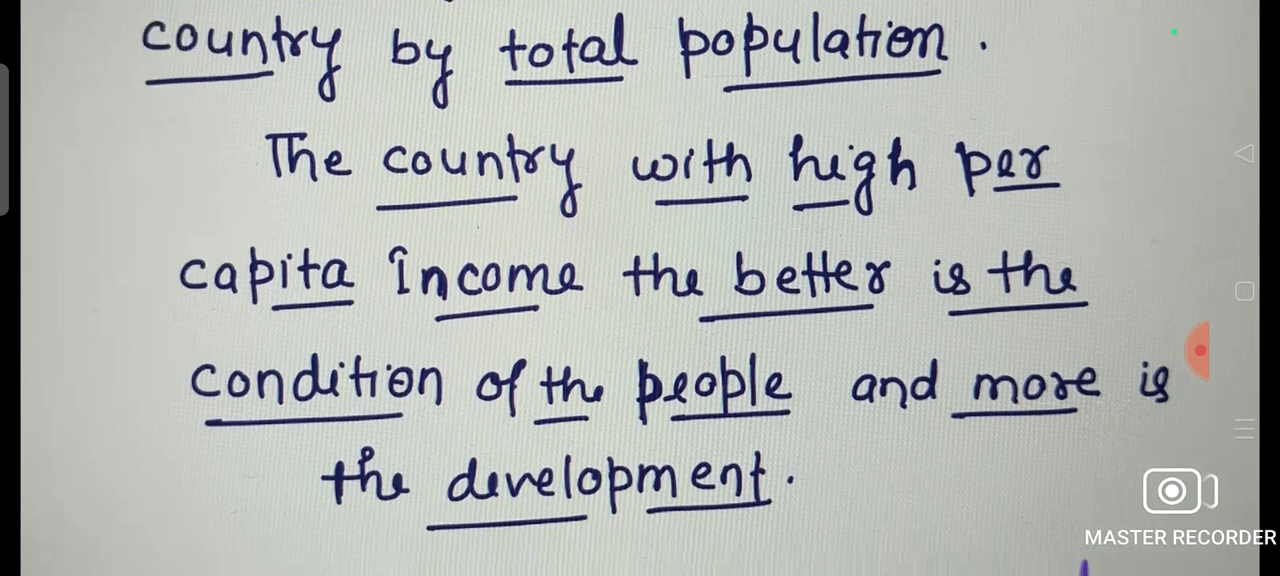 country by total population.
The country with high per
capita income the better is the
condition of the people and more is
the development.
MASTER RECORDER